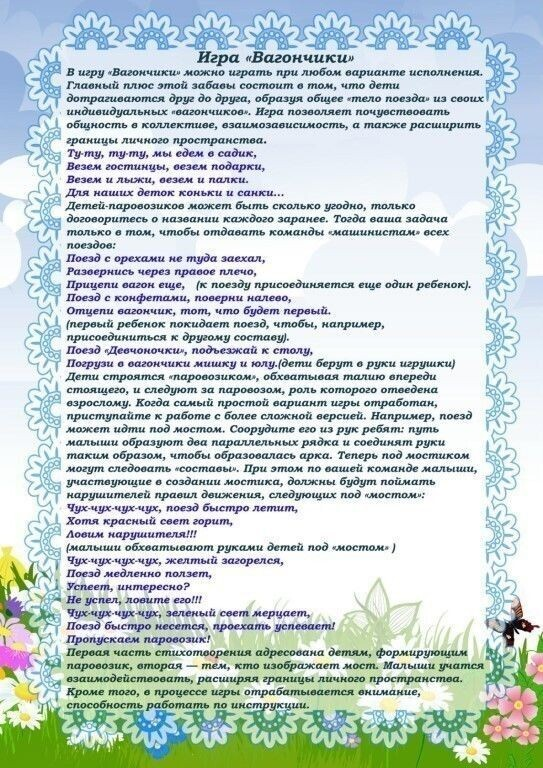 Игра «Вагончики»
В игру «Вагончики» можно играть при любом варианте исполнения.
Главный плюс этой забавы состоит в том, что дети
дотрагиваются друг до друга, образуя общее «тело поезда» из своих
индивидуальных «вагончиков». Игра позволяет почувствовать
общность в коллективе, взаимозависимость, а также расширить
границы личного пространства.
Ту-ту, ту-ту, мы едем в садик,
Везем гостинцы, везем подарки,
Везем и лыжи, везем и палки.
Для наших деток коньки и санки...
Детей-паровозиков может быть сколько угодно, только
договоритесь о названии каждого заранее. Тогда ваша задача
только в том, чтобы отдавать команды «машинистам» всех
поездов:
Поезд с орехами не туда заехал,
Развернись через правое плечо,
Прицепи вагон еще, (к поезду присоединяется еще один ребенок).
Поезд с конфетами, поверни налево,
Отцепи вагончик, тот, что будет первый.
(первый ребенок покидает поезд, чтобы, например,
присоединиться к другому составу).
Поезд «Девчоночки», подъезжай к столу,
Погрузи в вагончики мишку и юлу.(дети берут в руки игрушки)
Дети строятся «паровозиком», обхватывая талию впереди
стоящего, и следуют за паровозом, роль которого отведена
взрослому. Когда самый простой вариант игры отработан,
приступайте к работе с более сложной версией. Например, поезд
может идти под мостом. Соорудите его из рук ребят: путь
малыши образуют два параллельных рядка и соединят руки
таким образом, чтобы образовалась арка. Теперь под мостиком
могут следовать «составы». При этом по вашей команде малыши,
участвующие в создании мостика, должны будут поймать
нарушителей правил движения, следующих под «мостом»:
Чух-чух-чух-чух, поезд быстро летит,
Хотя красный свет горит,
Ловим нарушителя!!!
(малыши обхватывают руками детей под «мостом» )
Чух-чух-чух-чух, желтый загорелся,
Поезд медленно ползет,
Успеет, интересно?
Не успел, ловите его!!!
Чух-чух-чух-чух, зеленый свет мерцает,
Поезд быстро несется, проехать успевает!
Пропускаем паровозик!
Первая часть стихотворения адресована детям, формирующим
паровозик, вторая — тем, кто изображает мост. Малыши учатся
взаимодействовать, расширяя границы личного пространства.
Кроме того, в процессе игры отрабатывается внимание,
способность работать по инструкции.